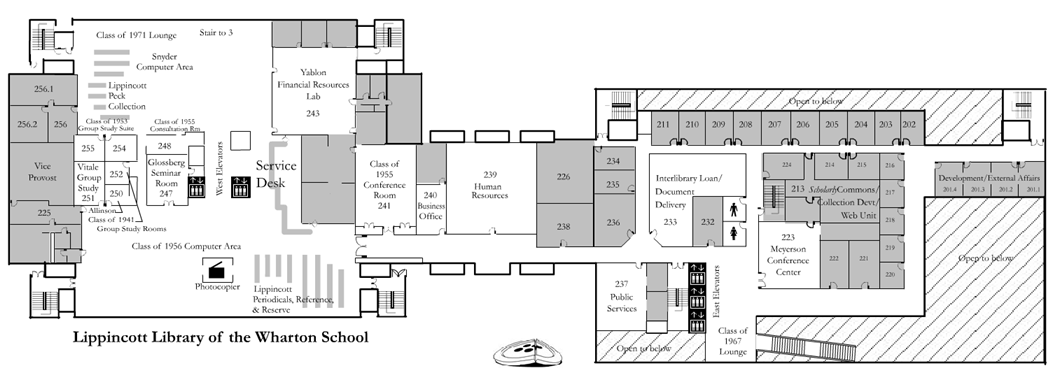 Class of 1971 Lounge
Stair to 3
Snyder
Computer Area
Lippincott
Peck
Collection
256.1
256.2
256
Class of 1953
Group Study Suite
Class of 1955
Consultation Rm
255
254
248
Vitale
Group
Study
251
252
250
Glossberg
Seminar
Room
247
Vice
Provost
225
Allinson
Class of 1941
Group Study Rooms
West Elevators
Service
Desk
Yablon
Financial Resources
Lab
243
Class of 1956 Computer Area
Photocopier
Lippincott
Periodicals, Reference,
& Reserve
Class of
1955
Conference
Room
241
240
Business
Office
239
Human
Resources
226
238
234
235
236
Open to below
211
210
209
208
207
206
205
204
203
202
Interlibrary Loan/
Document
Delivery
233
232
224
214
215
216
213 Scholarly Commons/
Collection Devt/
Web Unit
217
218
219
220
223
Meyerson
Conference
Center
222
221
Development/External Affairs
201.4
201.3
201.2
201.1
Open to below
237
Public
Services
East Elevators
Class of
1967
Lounge
Open to below
Lippincott Library of the Wharton School